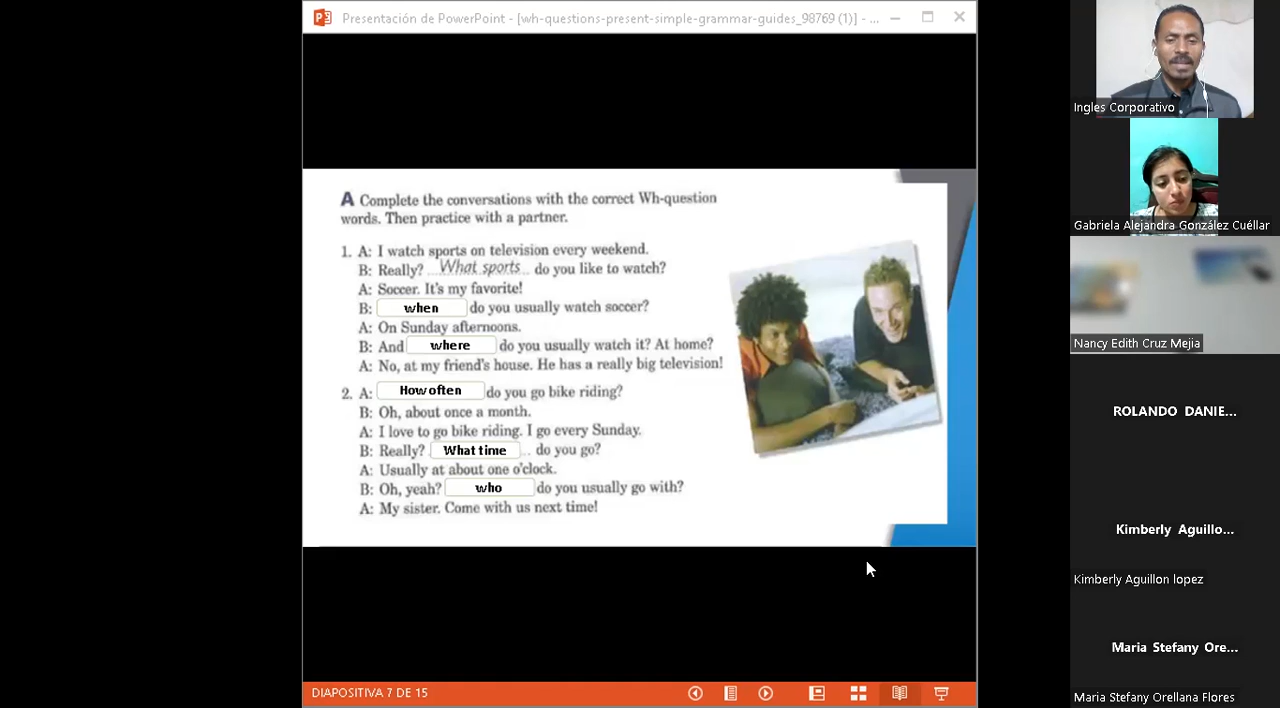 Presentación de PowerPoint - [wh-questions-present-simple-grammar-guides_98769 (1)] - ...
A Complete the conversations with the correct Wh-question
words. Then practice with a partner.
1. A: I watch sports on television every weekend.
B: Really? What sports do you like to watch?
A: Soccer. It's my favorite!
B: when do you usually watch soccer?
A: On Sunday afternoons.
B: And where do you usually watch it? At home?
A: No, at my friend's house. He has a really big television!
2. A: How often do you go bike riding?
B: Oh, about once a month.
A: I love to go bike riding. I go every Sunday.
B: Really? What time do you go?
A: Usually at about one o'clock.
B: Oh, yeah? who do you usually go with?
A: My sister. Come with us next time!
DIAPOSITIVA 7 DE 15
Ingles Corporativo
Gabriela Alejandra González Cuéllar
Nancy Edith Cruz Mejia
ROLANDO DANIE...
Kimberly Aguillo...
Kimberly Aguillon lopez
Maria Stefany Ore...
Maria Stefany Orellana Flores